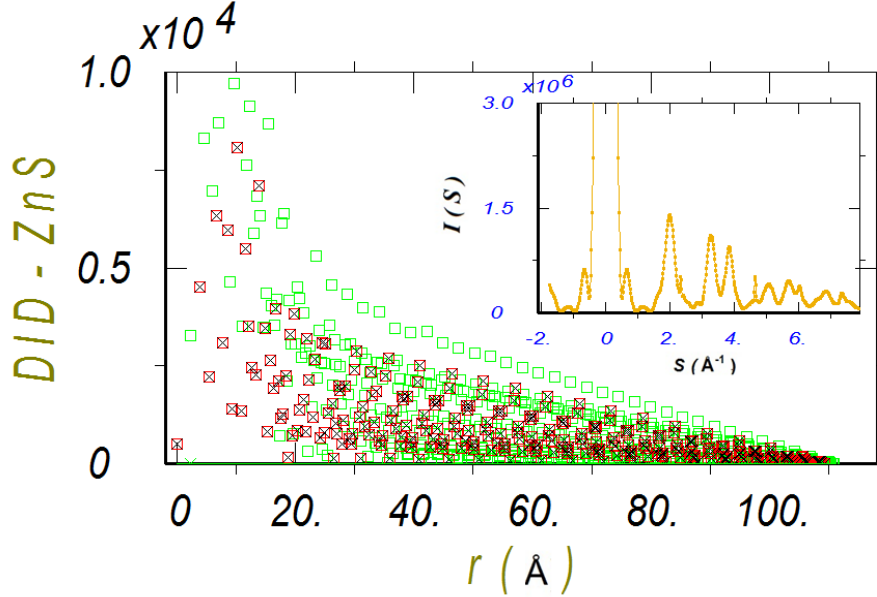 x10 ⁴
1.0
0.5
0
DID - ZnS
0 20. 40. 60. 80. 100.
r ( Å )
x10 ⁶
3.0
1.5
0
I ( S )
-2. 0 2. 4. 6.
S ( Å⁻¹ )